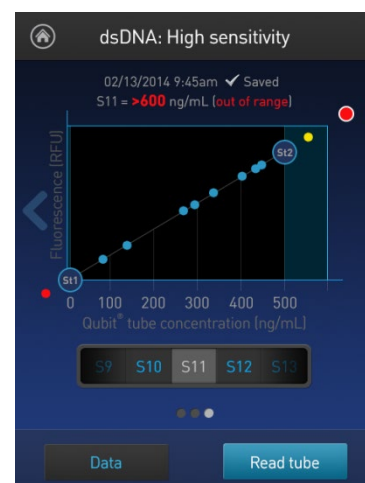 dsDNA: High sensitivity
02/13/2014 9:45am ✔ Saved
S11 = >600 ng/mL (out of range)
Fluorescence (RFU)
St2
St1
0 100 200 300 400 500
Qubit® tube concentration (ng/mL)
S9 S10 S11 S12 S13
Data Read tube